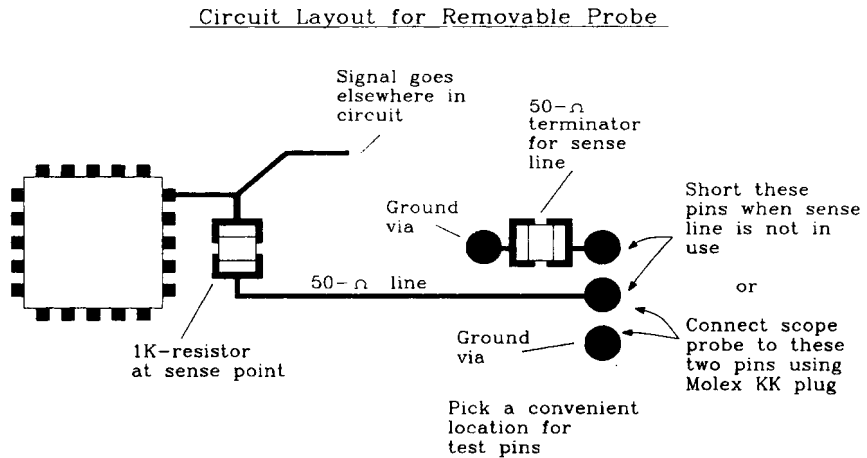 Circuit Layout for Removable Probe
Signal goes
elsewhere in
circuit
50-Ω
terminator
for sense
line
Ground
via
Short these
pins when sense
line is not in
use
or
50-Ω line
Connect scope
probe to these
two pins using
Molex KK plug
Ground
via
1K-resistor
at sense point
Pick a convenient
location for
test pins